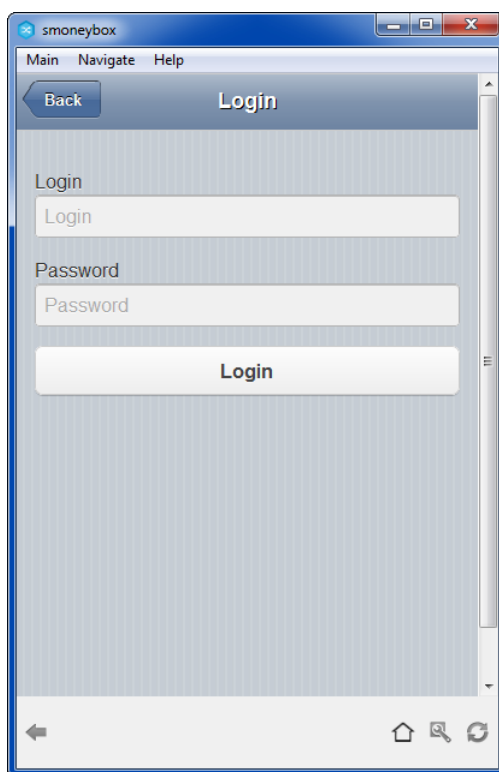 smoneybox
Main Navigate Help
Back Login
Login
Login
Password
Password
Login